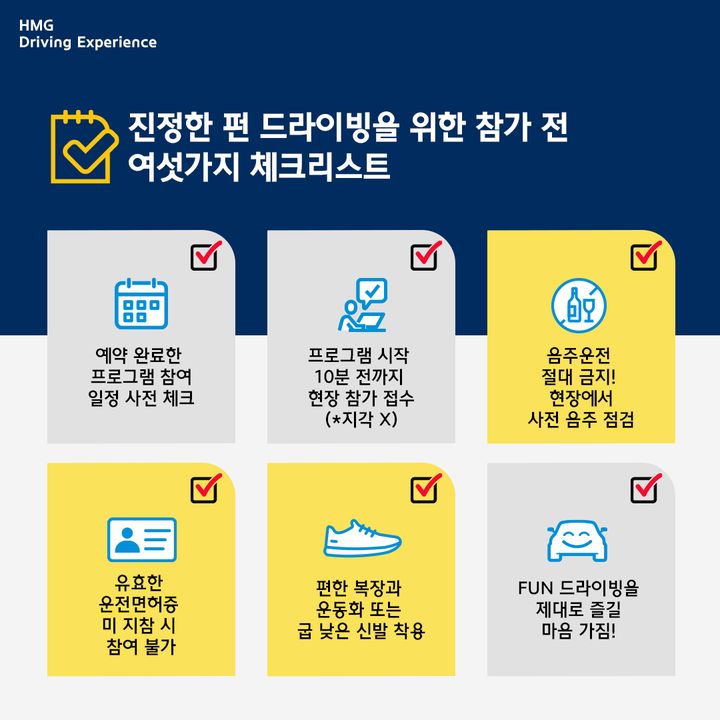 HMG
Driving Experience
진정한 펀 드라이빙을 위한 참가 전
여섯가지 체크리스트
예약 완료한
프로그램 참여
일정 사전 체크
프로그램 시작
10분 전까지
현장 참가 접수
(*지각 X)
음주운전
절대 금지!
현장에서
사전 음주 점검
유효한
운전면허증
미 지참 시
참여 불가
편한 복장과
운동화 또는
굽 낮은 신발 착용
FUN 드라이빙을
제대로 즐길
마음 가짐!